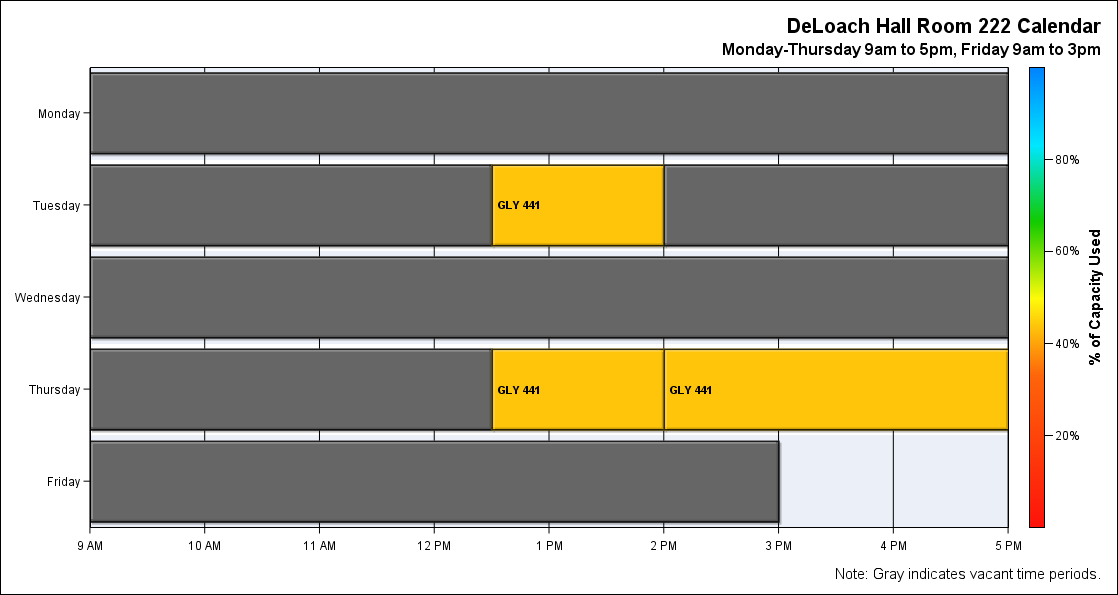 DeLoach Hall Room 222 Calendar
Monday-Thursday 9am to 5pm, Friday 9am to 3pm
Monday
Tuesday
GLY 441
Wednesday
Thursday
GLY 441 GLY 441
Friday
9 AM 10 AM 11 AM 12 PM 1 PM 2 PM 3 PM 4 PM 5 PM
80%
60%
40%
20%
% of Capacity Used
Note: Gray indicates vacant time periods.